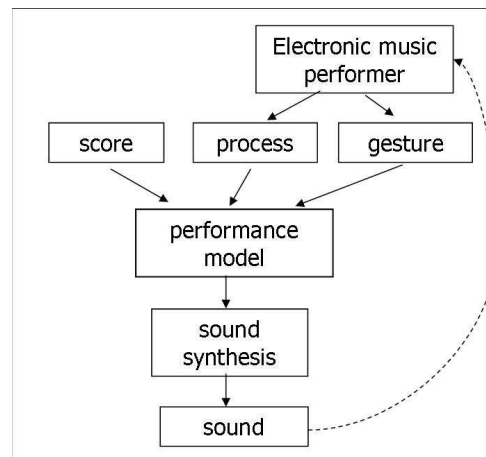 Electronic music
performer
score
process
gesture
performance
model
sound
synthesis
sound